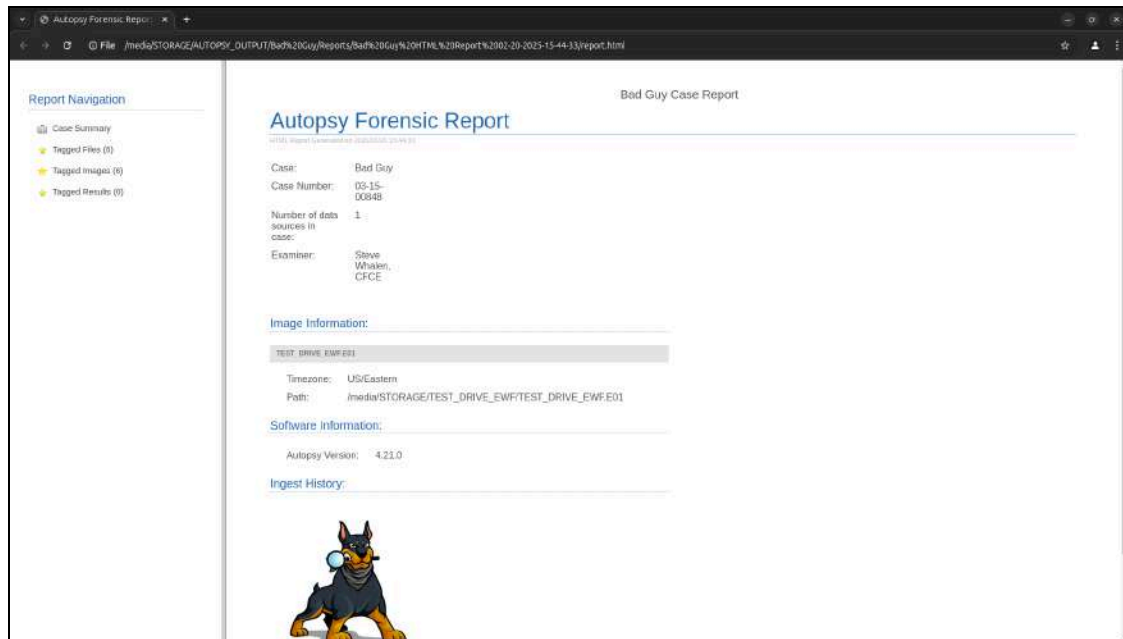 Autopsy Forensic Repor
File /media/STORAGE/AUTOPSY_OUTPUT/Bad%20Guy/Reports/Bad%20Guy%20HTML%20Report%2002-20-2025-15-44-33/report.html
Report Navigation
Case Summary
Tagged Files (6)
Tagged Images (6)
Tagged Results (0)
Bad Guy Case Report
Autopsy Forensic Report
HTML Report Generated on
Case: Bad Guy
Case Number: 03-15-
00848
Number of data 1
sources in
case:
Examiner: Steve
Whalen,
CFCE
Image Information:
TEST_DRIVE_EWF.E01
Timezone: US/Eastern
Path: /media/STORAGE/TEST_DRIVE_EWF/TEST_DRIVE_EWF.E01
Software Information:
Autopsy Version: 4.21.0
Ingest History: